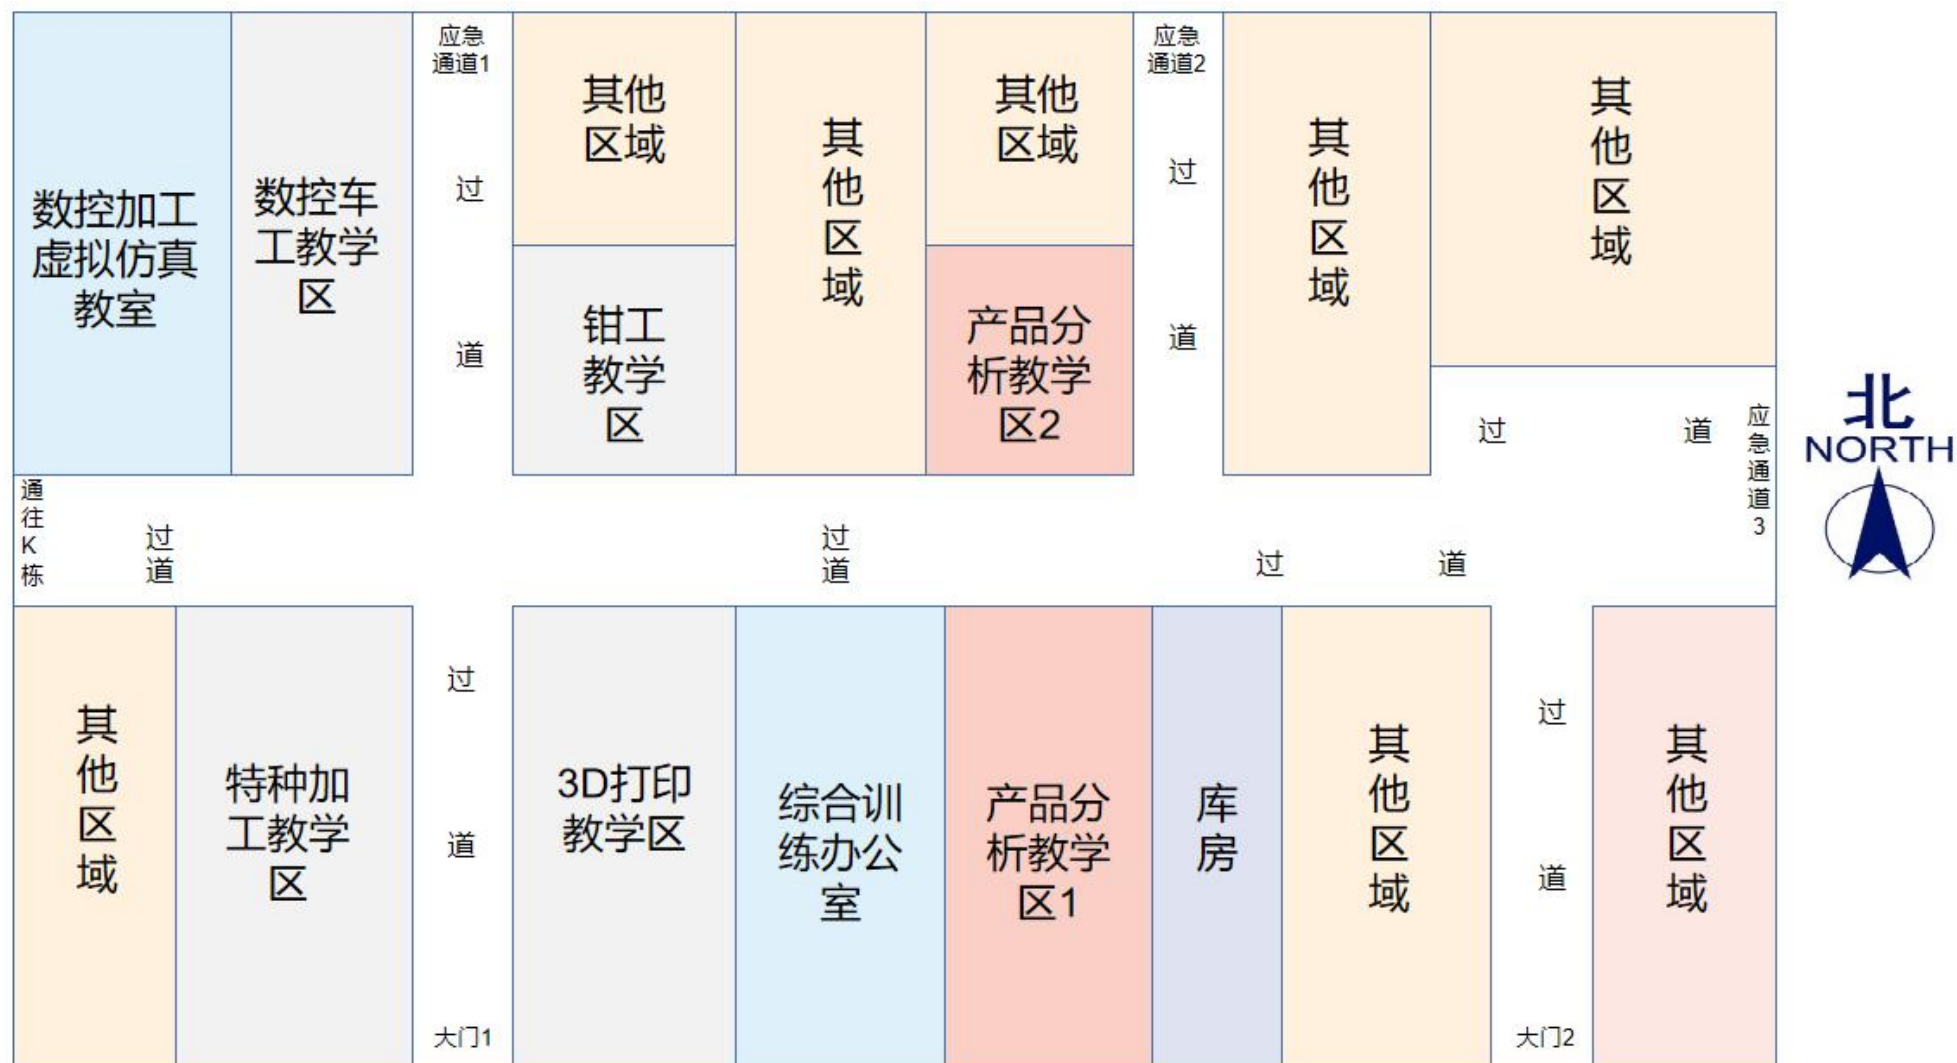 应急
通道1
应急
通道2
其他
区域
其他
区域
其他区域
其他区域
其他区域
数控加工
虚拟仿真
教室
数控车
工教学
区
过
道
过
道
钳工
教学
区
产品分
析教学
区2
过
道
应急通道3
北
NORTH
通往K栋
过道
过道
过
道
其他区域
特种加
工教学
区
过
道
3D打印
教学区
综合训
练办公
室
产品分
析教学
区1
库房
其他区域
过
道
其他区域
大门1
大门2